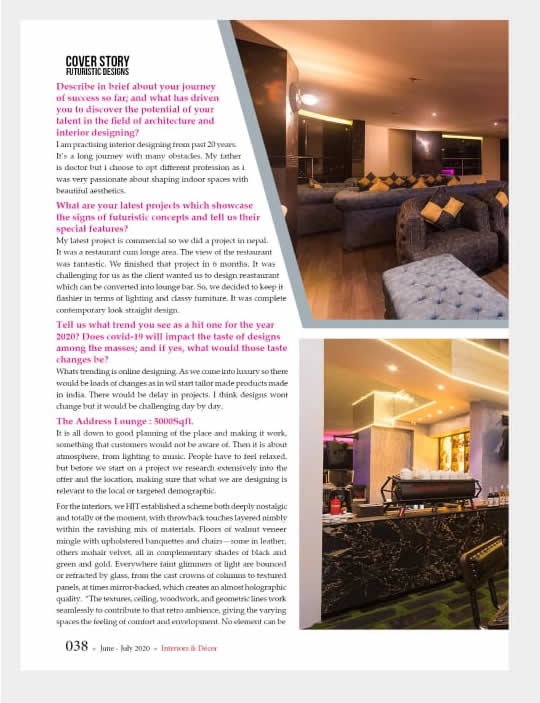 COVER STORY
FUTURISTIC DESIGNS
Describe in brief about your journey
of success so far; and what has driven
you to discover the potential of your
talent in the field of architecture and
interior designing?
I am practising interior designing from past 20 years.
It's a long journey with many obstacles. My father
is doctor but i choose to opt different profession as i
was very passionate about shaping indoor spaces with
beautiful aesthetics.
What are your latest projects which showcase
the signs of futuristic concepts and tell us their
special features?
My latest project is commercial so we did a project in nepal.
It was a restaurant cum longe area. The view of the restaurant
was fantastic. We finished that project in 6 months. It was
challenging for us as the client wanted us to design reastaurant
which can be converted into lounge bar. So, we decided to keep it
flashier in terms of lighting and classy furniture. It was complete
contemporary look straight design.
Tell us what trend you see as a hit one for the year
2020? Does covid-19 will impact the taste of designs
among the masses; and if yes, what would those taste
changes be?
Whats trending is online designing. As we come into luxury so there
would be loads of changes as in wil start tailor made products made
in india. There would be delay in projects. I think designs wont
change but it would be challenging day by day.
The Address Lounge : 5000Sqft.
It is all down to good planning of the place and making it work,
something that customers would not be aware of. Then it is about
atmosphere, from lighting to music. People have to feel relaxed,
but before we start on a project we research extensively into the
offer and the location, making sure that what we are designing is
relevant to the local or targeted demographic.
For the interiors, we HJT established a scheme both deeply nostalgic
and totally of the moment, with throwback touches layered nimbly
within the ravishing mix of materials. Floors of walnut veneer
mingle with upholstered banquettes and chairs—some in leather,
others mohair velvet, all in complementary shades of black and
green and gold. Everywhere faint glimmers of light are bounced
or refracted by glass, from the cast crowns of columns to textured
panels, at times mirror-backed, which creates an almost holographic
quality. "The textures, ceiling, woodwork, and geometric lines work
seamlessly to contribute to that retro ambience, giving the varying
spaces the feeling of comfort and envelopment. No element can be
038 » June - July 2020 » Interiors & Décor